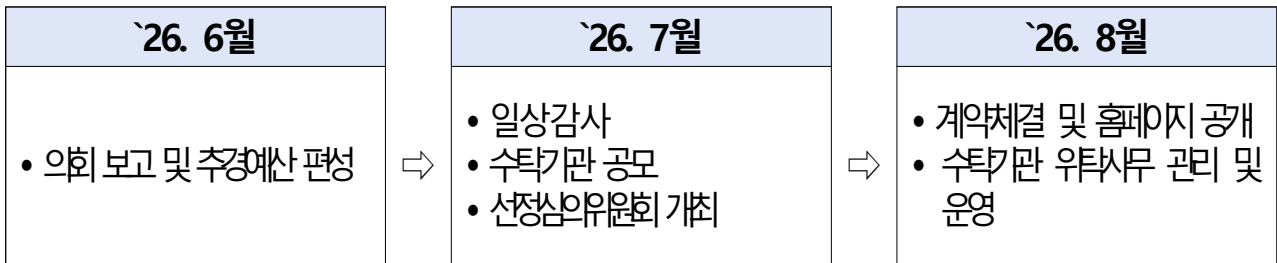 `26. 6월
• 의회 보고 및 추경예산 편성
⇨
`26. 7월
• 일상감사
• 수탁기관 공모
• 선정심의위원회 개최
⇨
`26. 8월
• 계약체결 및 홈페이지 공개
• 수탁기관 위탁사무 관리 및
운영